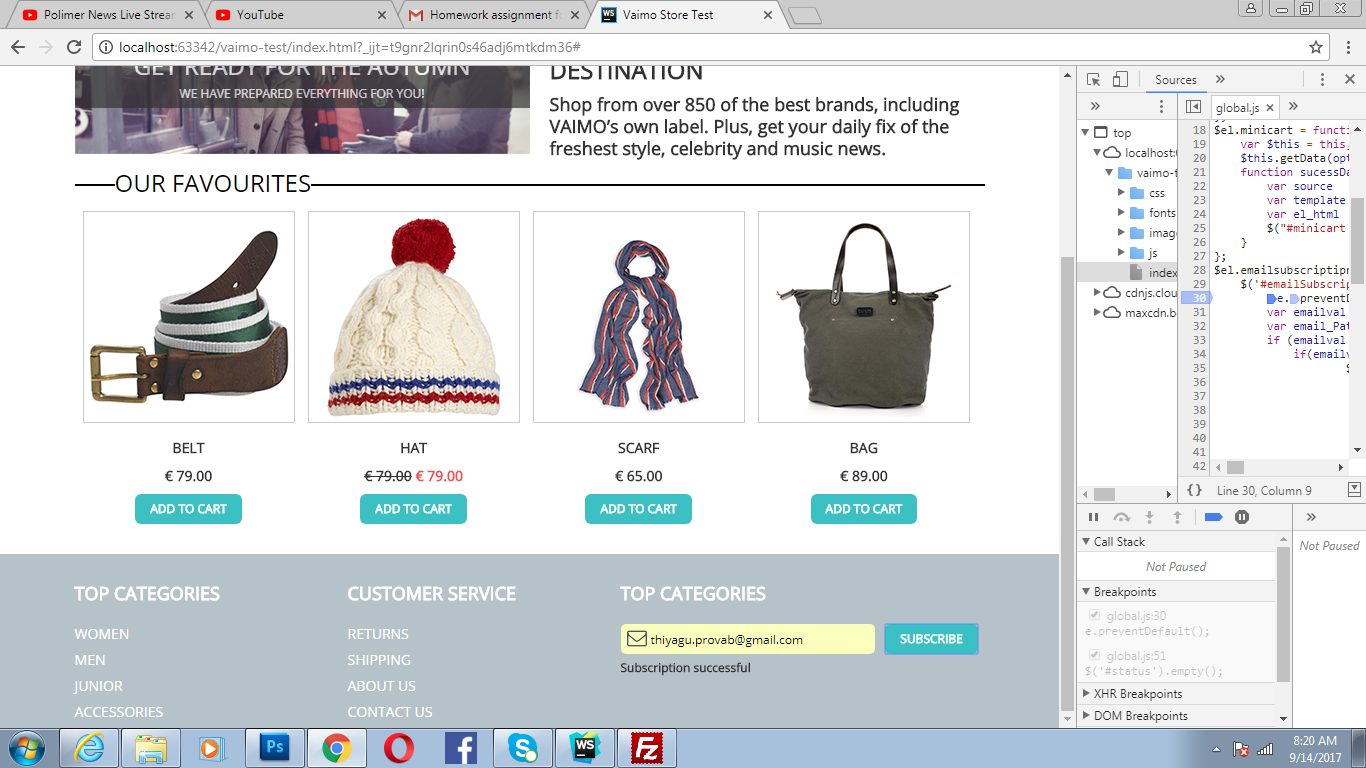 Polimer News Live Strean
YouTube
Homework assignment fo
WS
Vaimo Store Test
localhost:63342/vaimo-test/index.html?_ijt=t9gnr2lqrin0s46adj6mtkdm36#
GET READY FOR THE AUTUMN
WE HAVE PREPARED EVERYTHING FOR YOU!
DESTINATION
Shop from over 850 of the best brands, including
VAIMO’s own label. Plus, get your daily fix of the
freshest style, celebrity and music news.
OUR FAVOURITES
BELT
€ 79.00
ADD TO CART
HAT
€ 79.00 € 79.00
ADD TO CART
SCARF
€ 65.00
ADD TO CART
BAG
€ 89.00
ADD TO CART
TOP CATEGORIES
WOMEN
MEN
JUNIOR
ACCESSORIES
CUSTOMER SERVICE
RETURNS
SHIPPING
ABOUT US
CONTACT US
TOP CATEGORIES
thiyagu.provab@gmail.com
SUBSCRIBE
Subscription successful
Sources »
»
top
localhost:
vaimo-t
css
fonts
imag
js
index
cdnjs.clou
maxcdn.b
global.js × »
18 $el.minicart = functi
19 var $this = this,
20 $this.getData(opt
21 function sucessDa
22 var source
23 var template
24 var el_html
25 $("#minicart
26 }
27 };
28 $el.emailsubscriptipn
29 $('#emailSubscrip
30 e.preventD
31 var emailval
32 var email_Pat
33 if (emailval
34 if(emailv
35 $
36
37
38
39
40
41
42
{} Line 30, Column 9
»
Call Stack
Not Paused
Breakpoints
global.js:30
e.preventDefault();
global.js:51
$('#status').empty();
XHR Breakpoints
DOM Breakpoints
Not Paused
Ps
WS
Fz
8:20 AM
9/14/2017